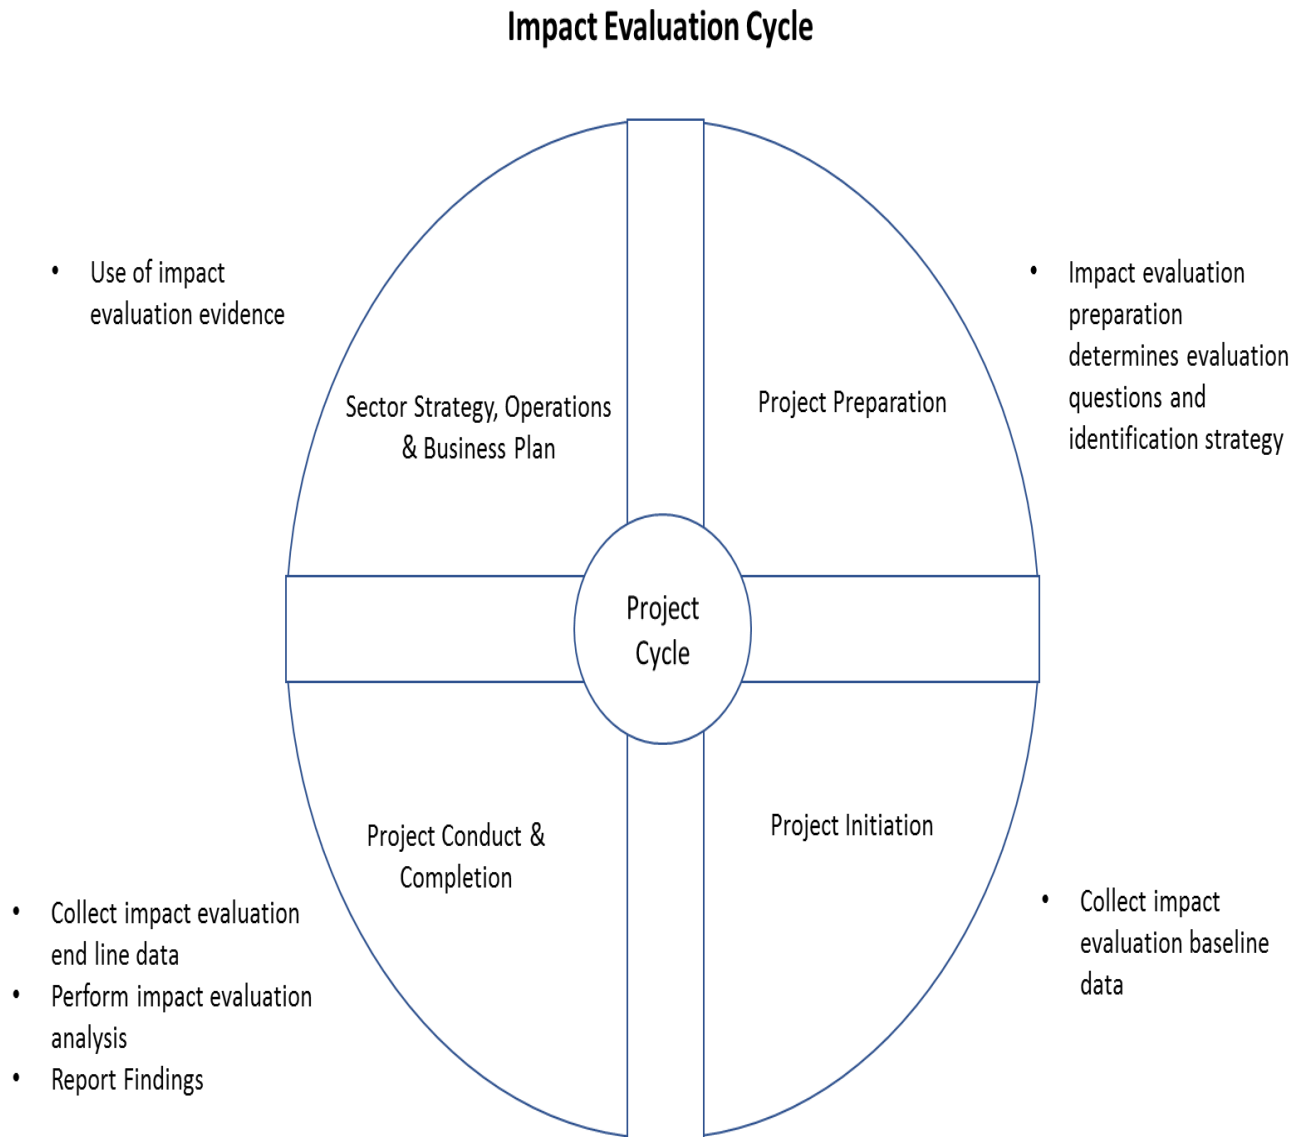 Impact Evaluation Cycle
• Use of impact
evaluation evidence
Sector Strategy, Operations
& Business Plan
Project Preparation
• Impact evaluation
preparation
determines evaluation
questions and
identification strategy
Project
Cycle
Project Conduct &
Completion
Project Initiation
• Collect impact evaluation
end line data
• Perform impact evaluation
analysis
• Report Findings
• Collect impact
evaluation baseline
data